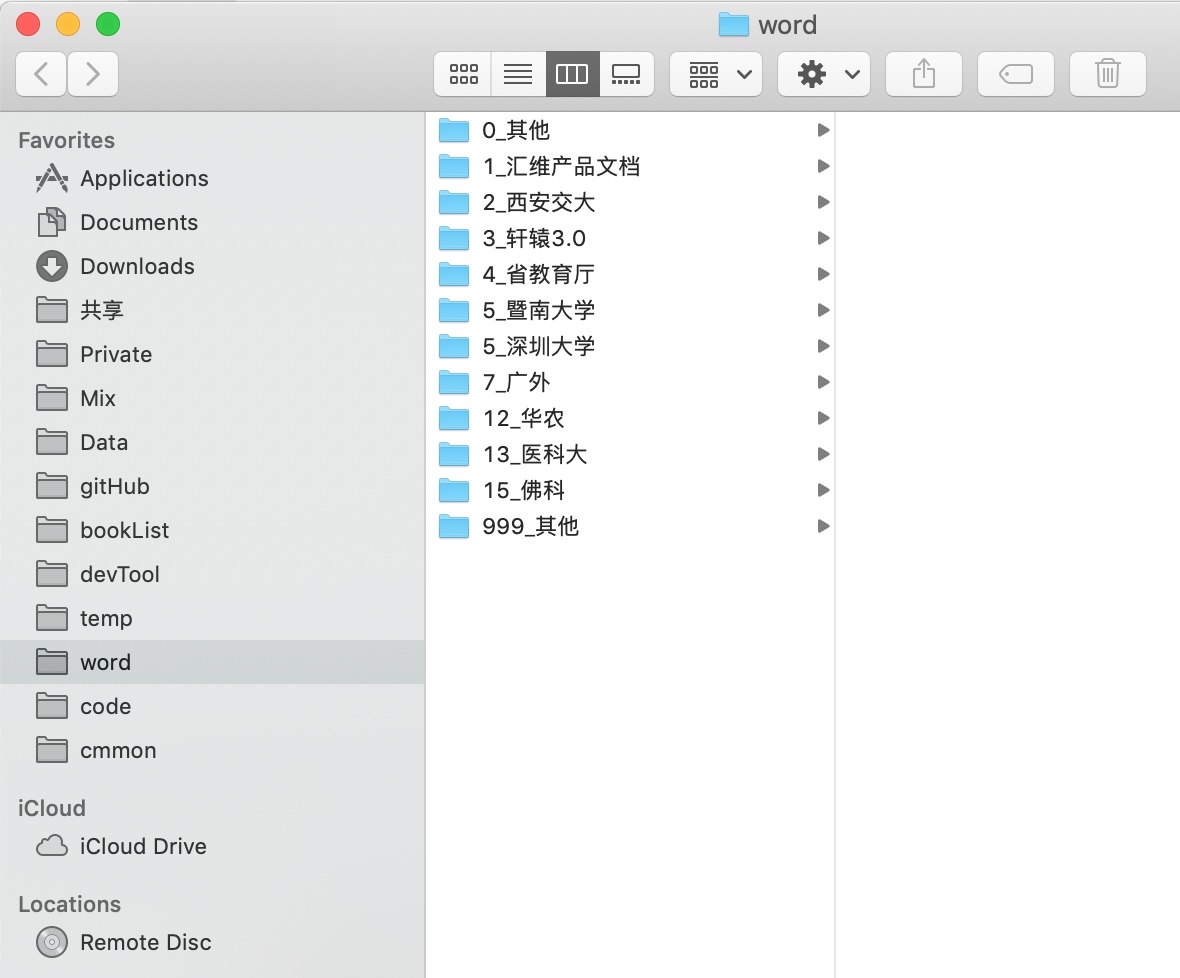 word
Favorites
Applications
Documents
Downloads
共享
Private
Mix
Data
gitHub
bookList
devTool
temp
word
code
cmmon
iCloud
iCloud Drive
Locations
Remote Disc
0_其他
1_汇维产品文档
2_西安交大
3_轩辕3.0
4_省教育厅
5_暨南大学
5_深圳大学
7_广外
12_华农
13_医科大
15_佛科
999_其他